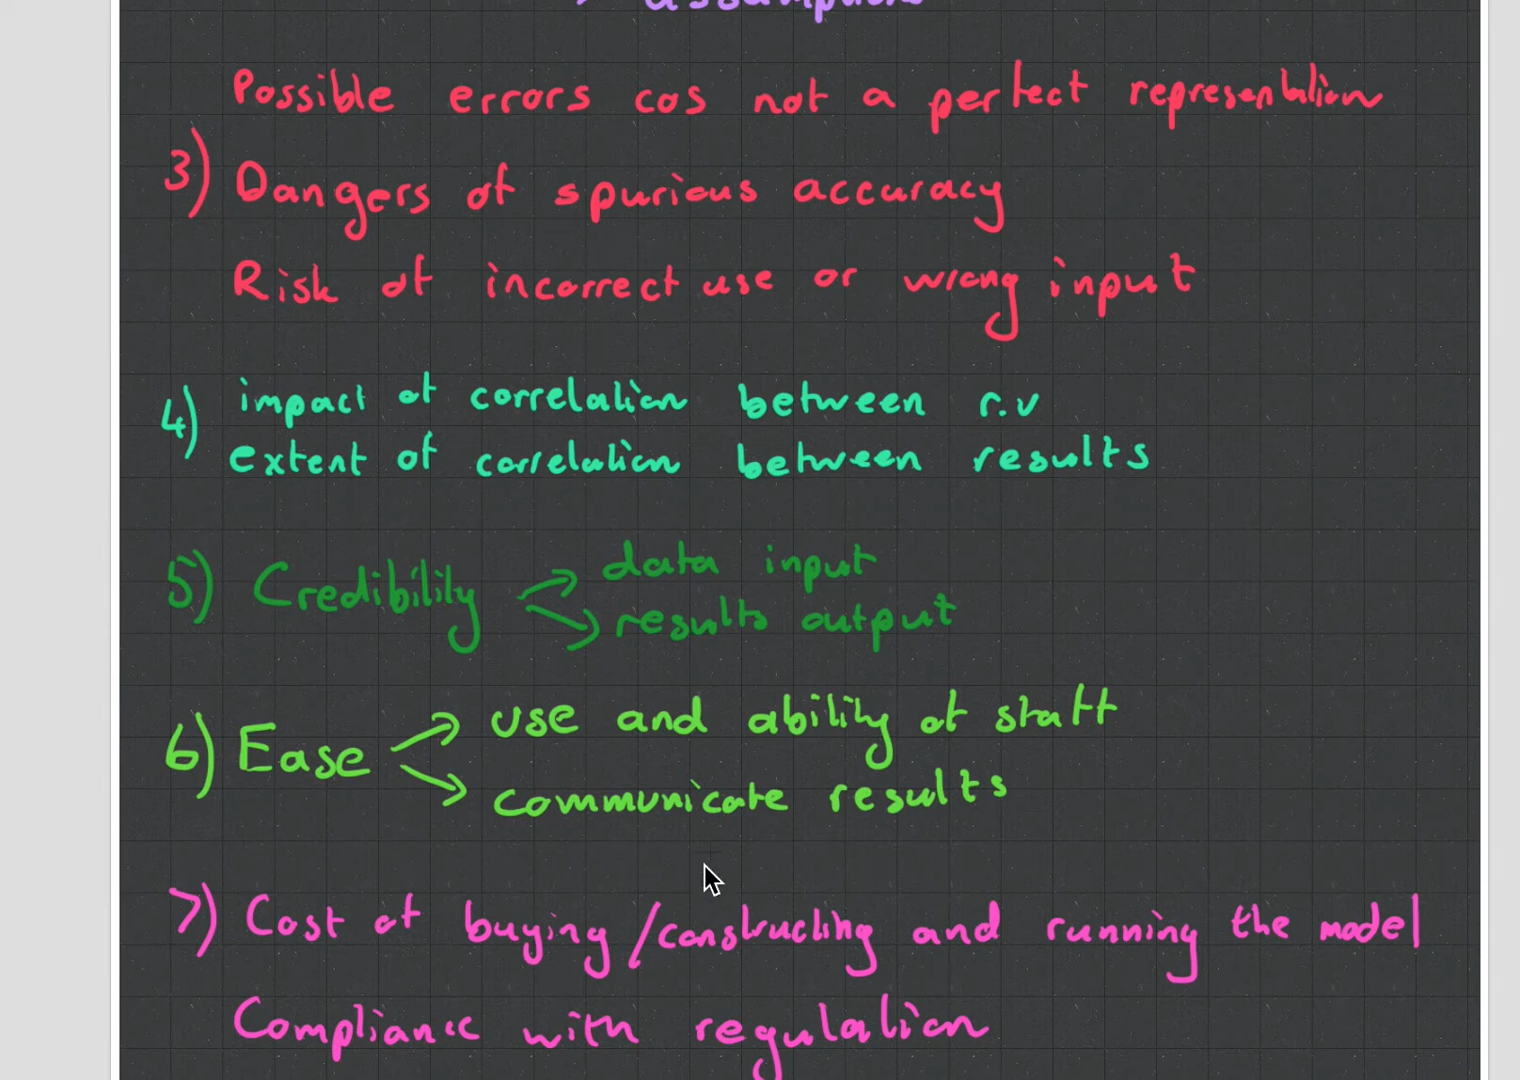 > assumptions
Possible errors cos not a perfect representation
3) Dangers of spurious accuracy
Risk of incorrect use or wrong input
4) impact of correlation between r.v
extent of correlation between results
5) Credibility → data input
→ results output
6) Ease → use and ability of staff
→ communicate results
7) Cost of buying/constructing and running the model
Compliance with regulation